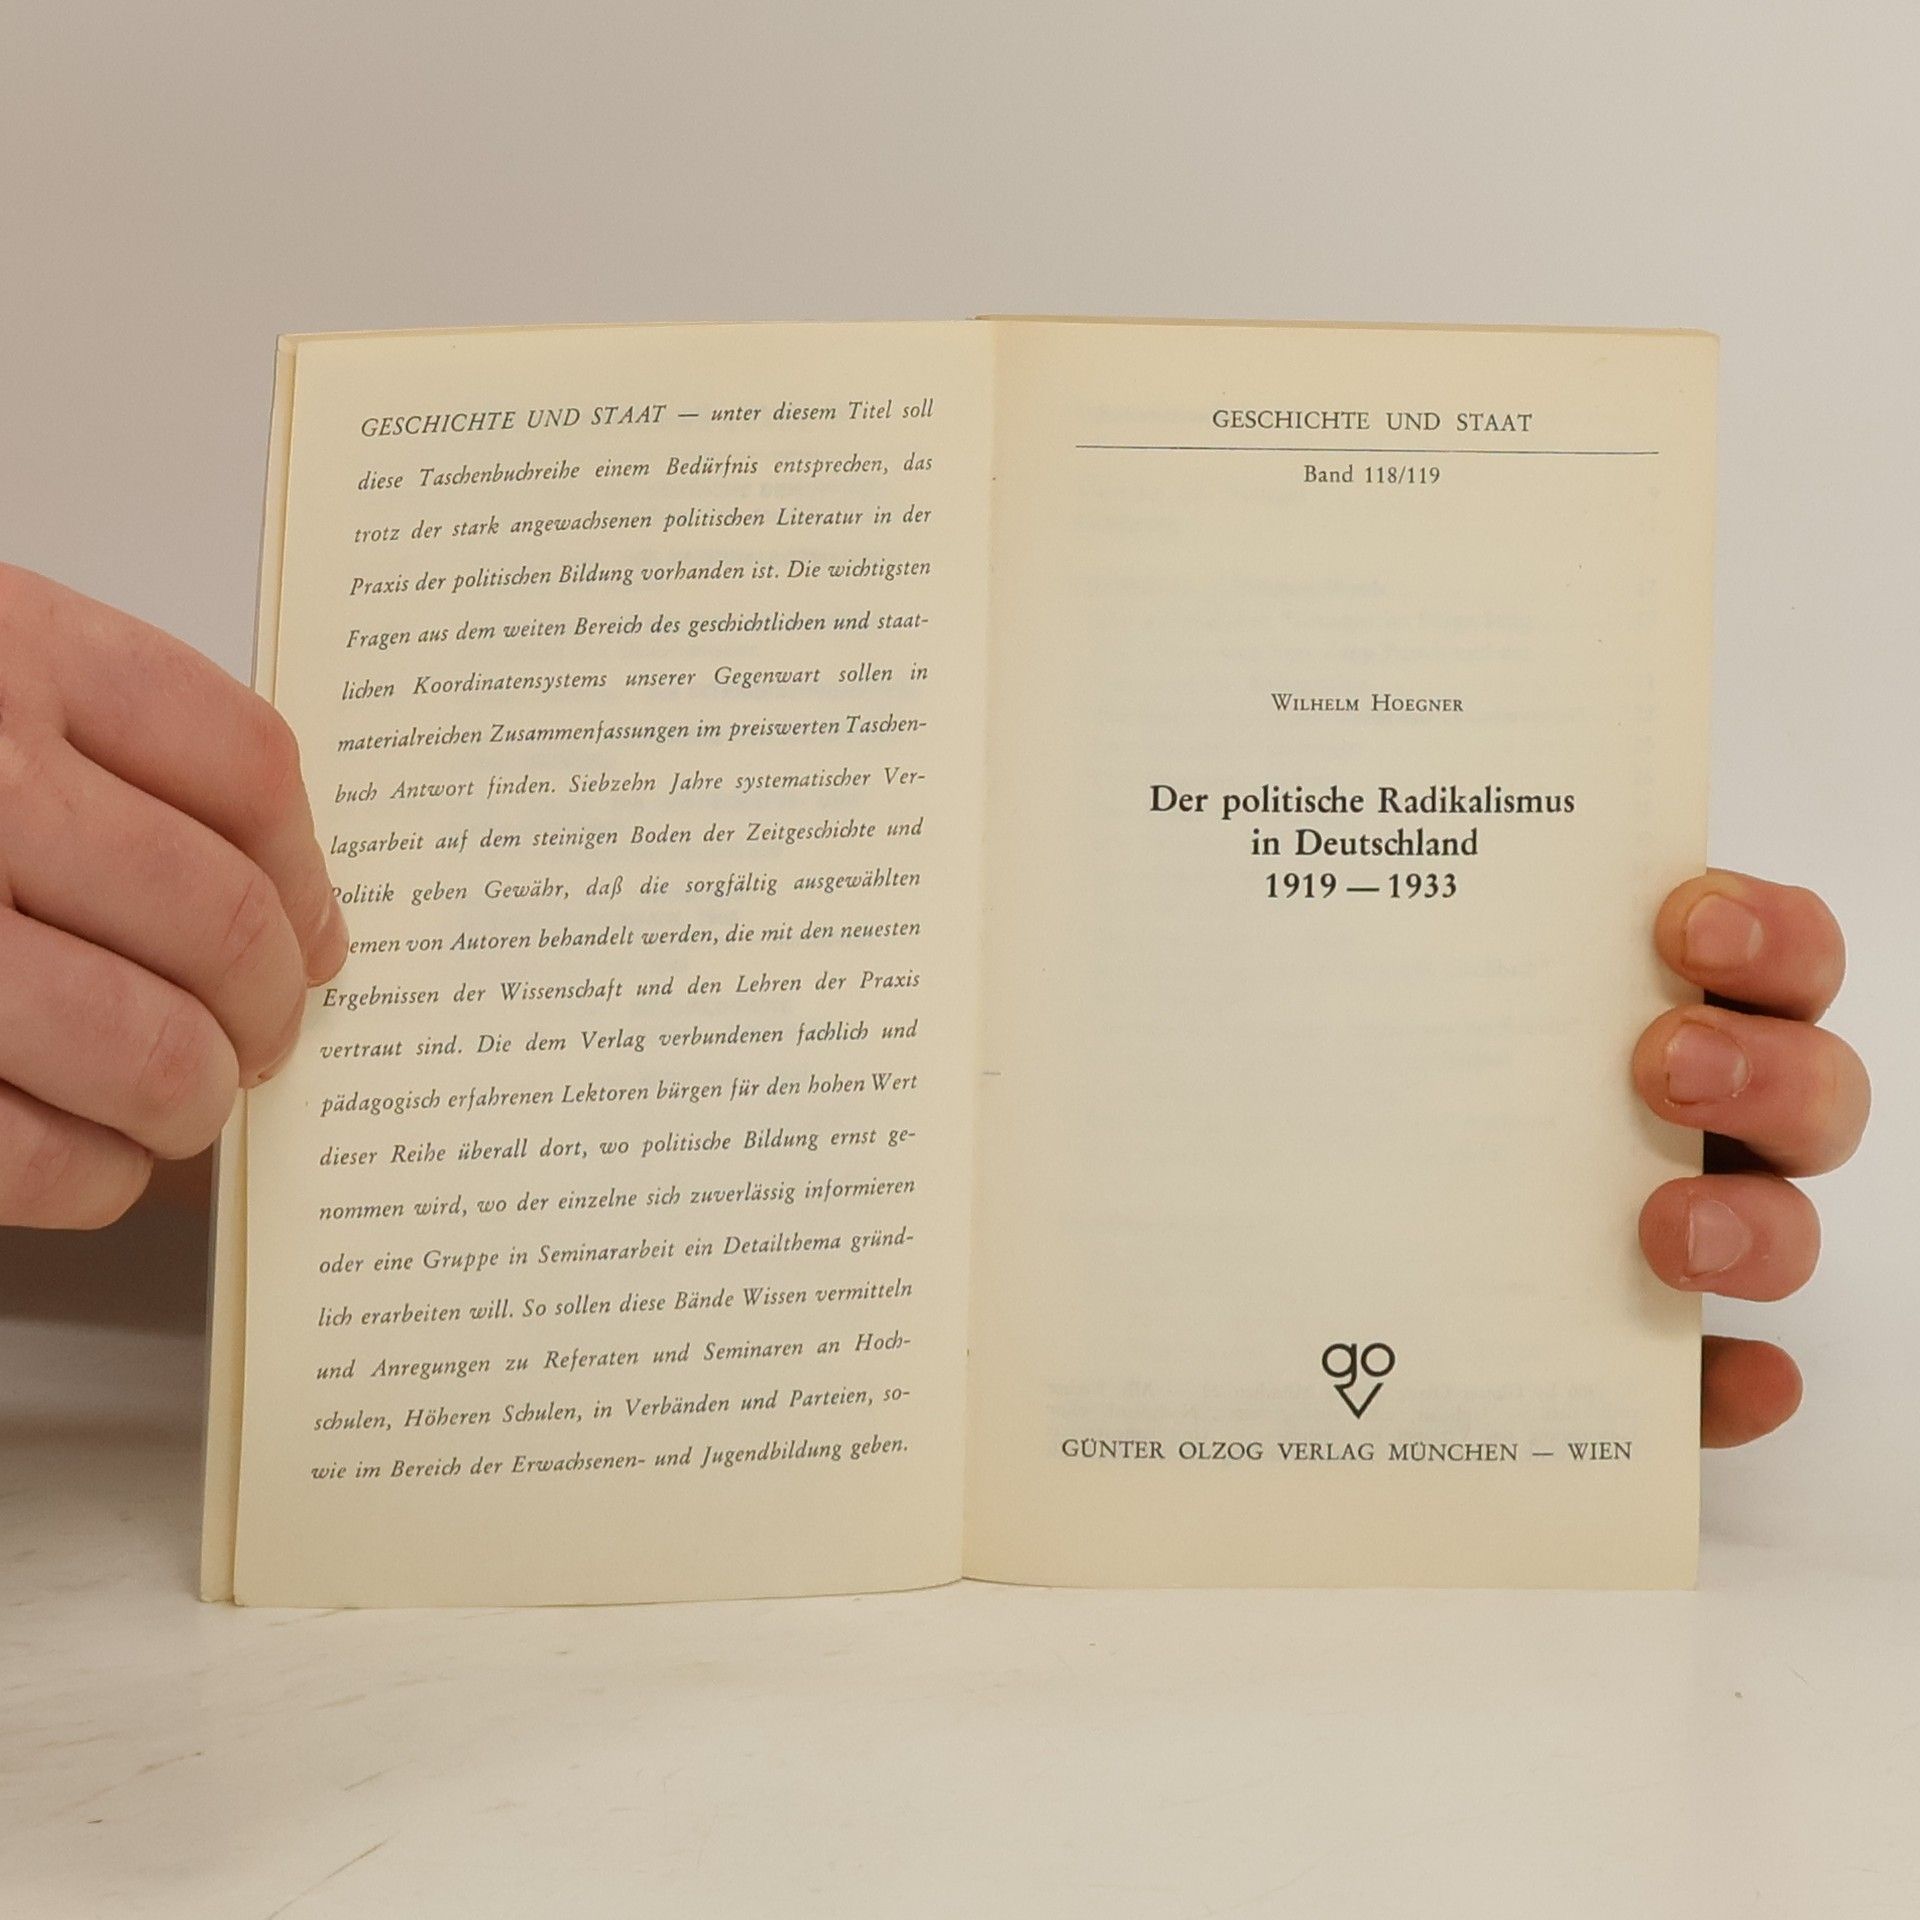 GESCHICHTE UND STAAT — unter diesem Titel soll
diese Taschenbuchreihe einem Bedürfnis entsprechen, das
trotz der stark angewachsenen politischen Literatur in der
Praxis der politischen Bildung vorhanden ist. Die wichtigsten
Fragen aus dem weiten Bereich des geschichtlichen und staat-
lichen Koordinatensystems unserer Gegenwart sollen in
materialreichen Zusammenfassungen im preiswerten Taschen-
buch Antwort finden. Siebzehn Jahre systematischer Ver-
lagsarbeit auf dem steinigen Boden der Zeitgeschichte und
Politik geben Gewähr, daß die sorgfältig ausgewählten
emen von Autoren behandelt werden, die mit den neuesten
Ergebnissen der Wissenschaft und den Lehren der Praxis
vertraut sind. Die dem Verlag verbundenen fachlich und
pädagogisch erfahrenen Lektoren bürgen für den hohen Wert
dieser Reihe überall dort, wo politische Bildung ernst ge-
nommen wird, wo der einzelne sich zuverlässig informieren
oder eine Gruppe in Seminararbeit ein Detailthema gründ-
lich erarbeiten will. So sollen diese Bände Wissen vermitteln
und Anregungen zu Referaten und Seminaren an Hoch-
schulen, Höheren Schulen, in Verbänden und Parteien, so-
wie im Bereich der Erwachsenen- und Jugendbildung geben.
GESCHICHTE UND STAAT
Band 118/119
WILHELM HOEGNER
Der politische Radikalismus
in Deutschland
1919 — 1933
go
V
GÜNTER OLZOG VERLAG MÜNCHEN — WIEN